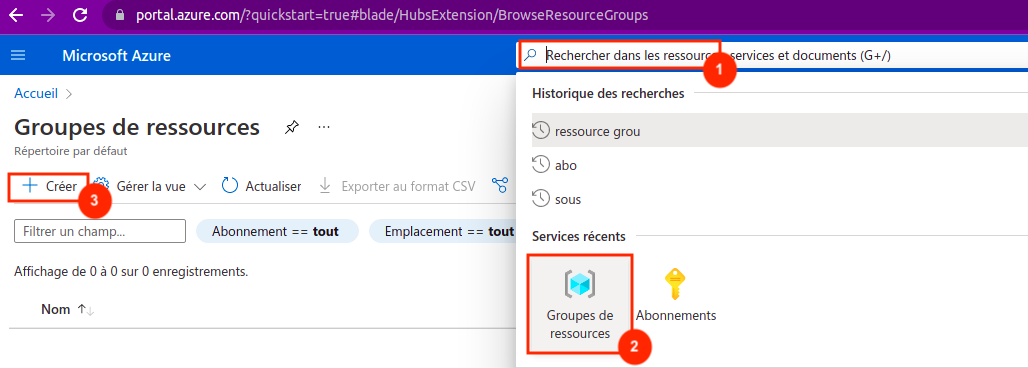 portal.azure.com/?quickstart=true#blade/HubsExtension/BrowseResourceGroups
Microsoft Azure
Rechercher dans les ressources, services et documents (G+/)
1
Accueil
Groupes de ressources
...
Répertoire par défaut
Créer
3
Gérer la vue
Actualiser
Exporter au format CSV
Filtrer un champ...
Abonnement == tout
Emplacement == tou
Affichage de 0 à 0 sur 0 enregistrements.
Nom
Historique des recherches
ressource grou
abo
sous
Services récents
Groupes de
ressources
2
Abonnements